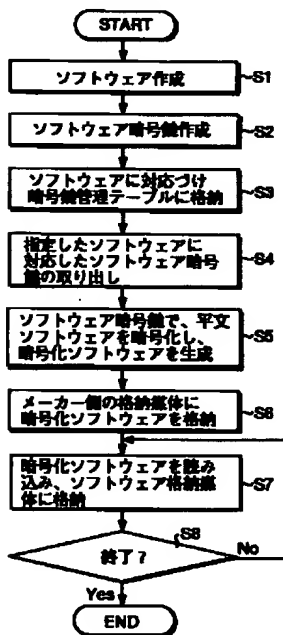 START
ソフトウェア作成
S1
ソフトウェア暗号鍵作成
S2
ソフトウェアに対応づけ
暗号鍵管理テーブルに格納
S3
指定したソフトウェアに
対応したソフトウェア暗号
鍵の取り出し
S4
ソフトウェア暗号鍵で、平文
ソフトウェアを暗号化し、
暗号化ソフトウェアを生成
S5
メーカー側の格納媒体に
暗号化ソフトウェアを格納
S6
暗号化ソフトウェアを読み
込み、ソフトウェア格納媒
体に格納
S7
S8
終了?
No
Yes
END